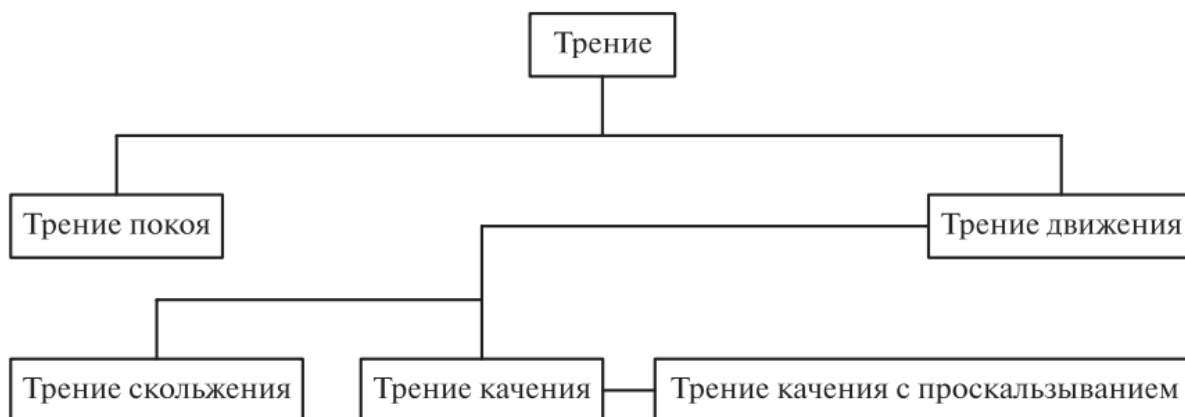 Трение
Трение покоя
Трение движения
Трение скольжения
Трение качения
Трение качения с проскальзыванием